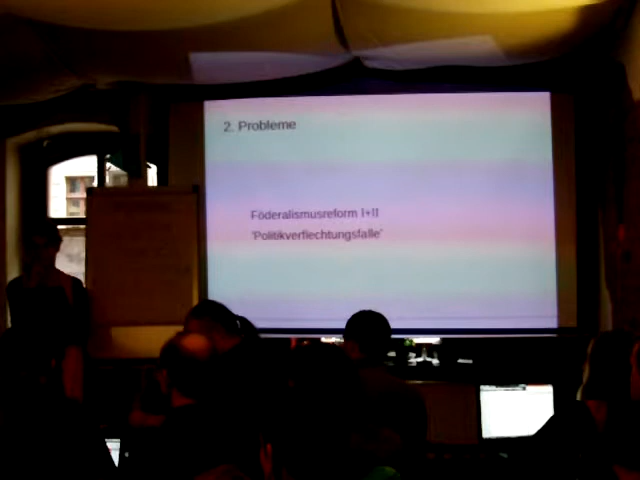 2. Probleme
Föderalismusreform I+II
'Politikverflechtungsfalle'